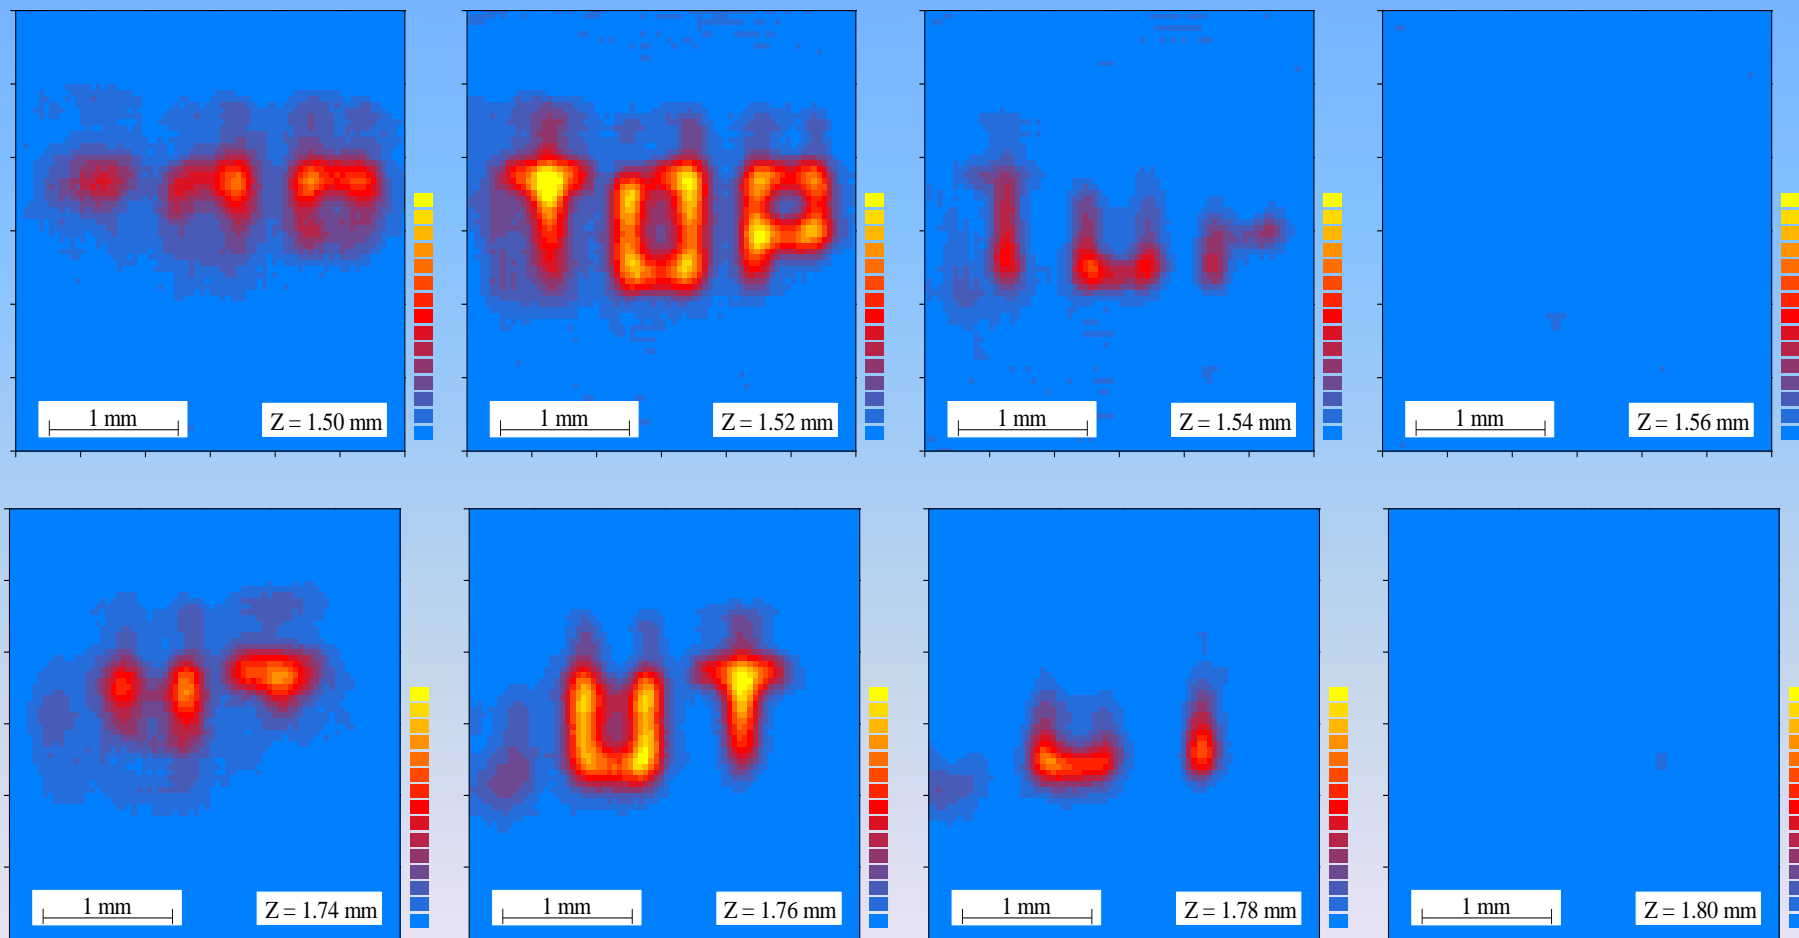 TOP
1 mm Z = 1.50 mm
1 mm Z = 1.52 mm
1 mm Z = 1.54 mm
1 mm Z = 1.56 mm
UT
1 mm Z = 1.74 mm
1 mm Z = 1.76 mm
1 mm Z = 1.78 mm
1 mm Z = 1.80 mm